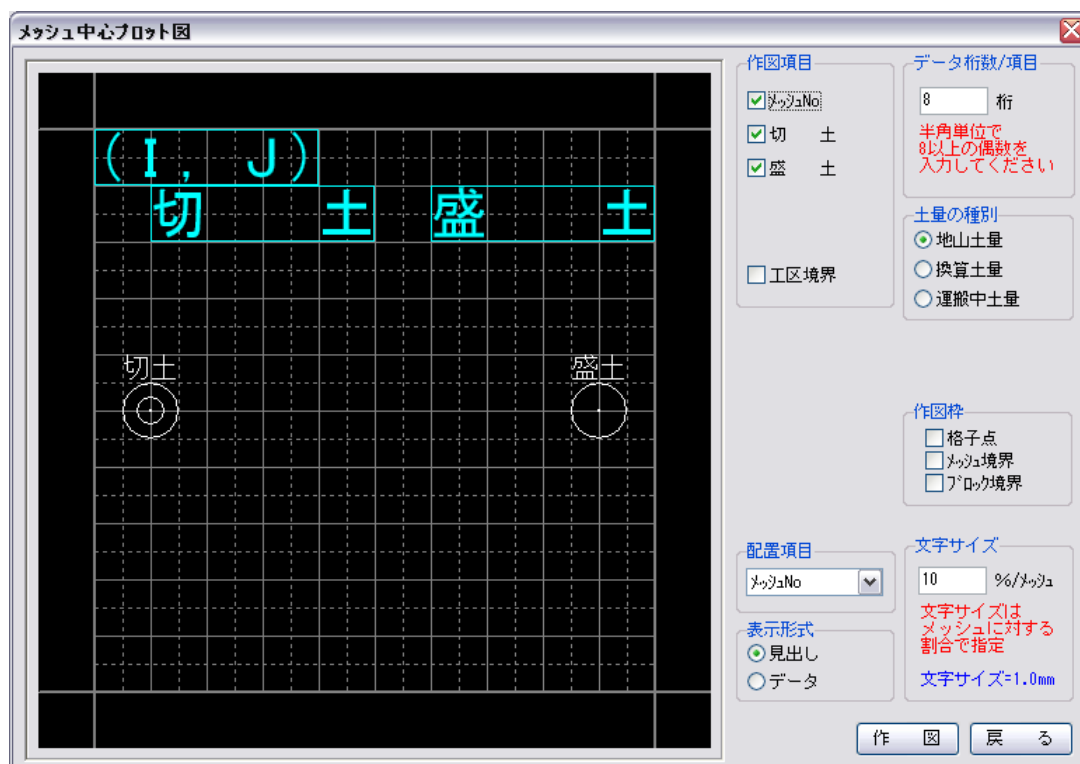 メッシュ中心プロット図
(I, J)
切 土 盛 土
切土 盛土
作図項目
ﾒｯｼｭNo
切 土
盛 土
工区境界
データ桁数/項目
8 桁
半角単位で
8以上の偶数を
入力してください
土量の種別
地山土量
換算土量
運搬中土量
作図枠
格子点
ﾒｯｼｭ境界
ﾌﾞﾛｯｸ境界
配置項目
ﾒｯｼｭNo
表示形式
見出し
データ
文字サイズ
10 %/ﾒｯｼｭ
文字サイズは
メッシュに対する
割合で指定
文字サイズ=1.0mm
作 図 戻 る